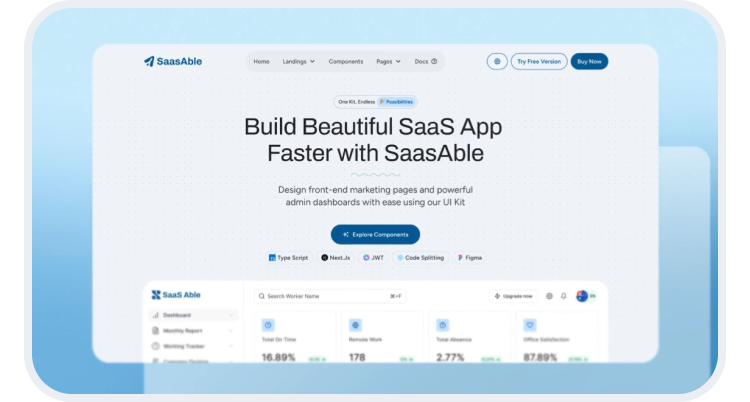 SaasAble
Home Landings Components Pages Docs
Try Free Version Buy Now
One Kit, Endless Possibilities
Build Beautiful SaaS App
Faster with SaasAble
Design front-end marketing pages and powerful
admin dashboards with ease using our UI Kit
Explore Components
Type Script Next.Js JWT Code Splitting Figma
SaaS Able
Search Worker Name ⌘+F Upgrade now EN
Dashboard
Monthly Report
Working Tracker
Total On Time Remote Work Total Absence Office Satisfaction
16.89% 178 2.77% 87.89%